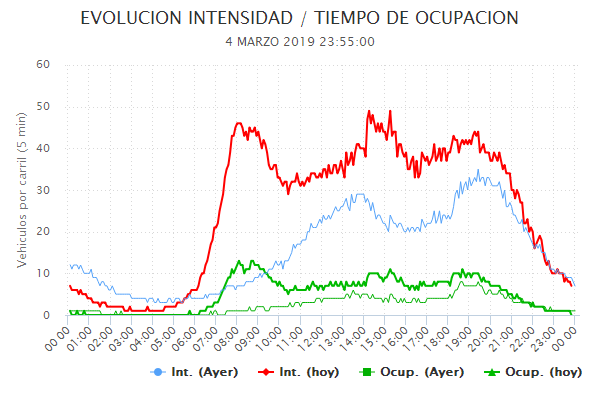 EVOLUCION INTENSIDAD / TIEMPO DE OCUPACION
4 MARZO 2019 23:55:00
Vehiculos por carril (5 min)
60
50
40
30
20
10
0
00:00 01:00 02:00 03:00 04:00 05:00 06:00 07:00 08:00 09:00 10:00 11:00 12:00 13:00 14:00 15:00 16:00 17:00 18:00 19:00 20:00 21:00 22:00 23:00 00:00
Int. (Ayer) Int. (hoy) Ocup. (Ayer) Ocup. (hoy)